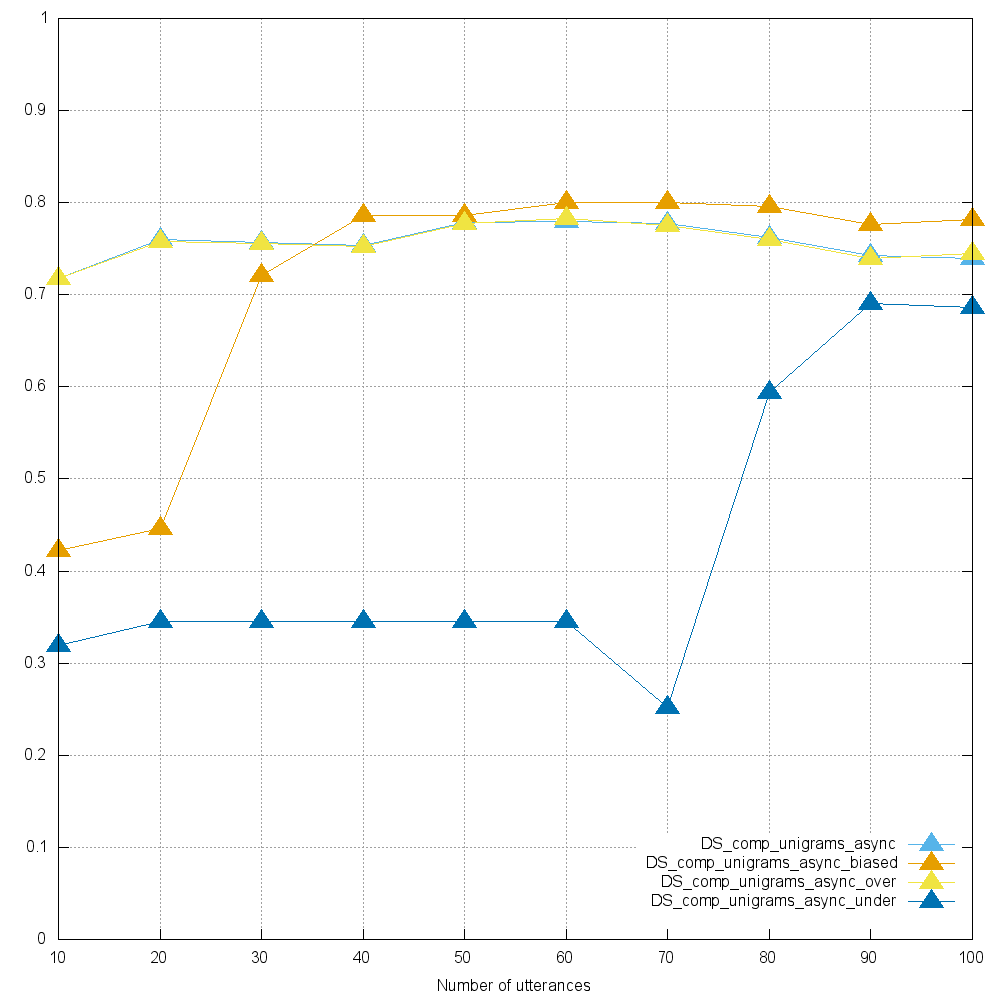 1
0.9
0.8
0.7
0.6
0.5
0.4
0.3
0.2
0.1
0
DS_comp_unigrams_async
DS_comp_unigrams_async_biased
DS_comp_unigrams_async_over
DS_comp_unigrams_async_under
10 20 30 40 50 60 70 80 90 100
Number of utterances